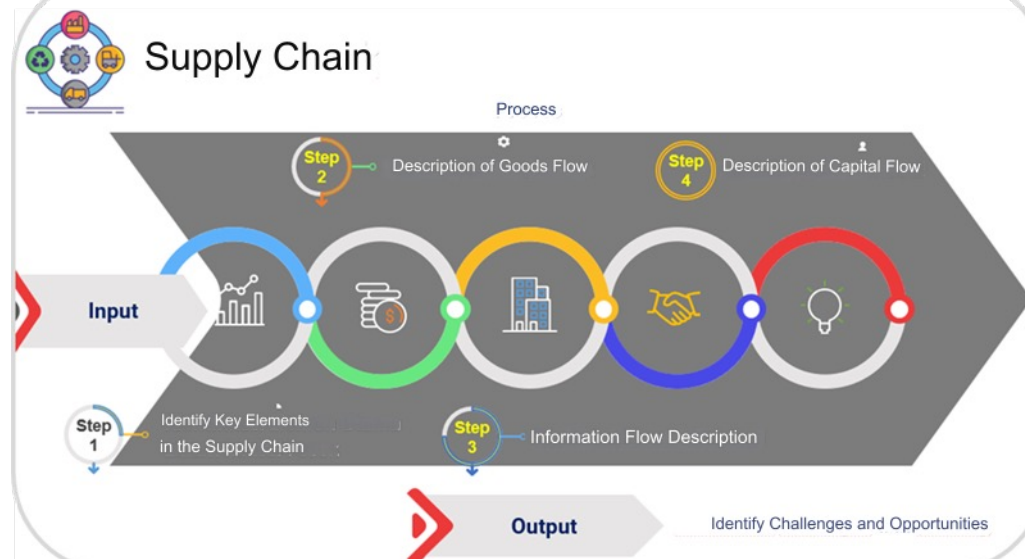 Supply Chain
Process
Step
2
Description of Goods Flow
Step
4
Description of Capital Flow
Input
$
Step
1
Identify Key Elements
in the Supply Chain
Step
3
Information Flow Description
Output
Identify Challenges and Opportunities